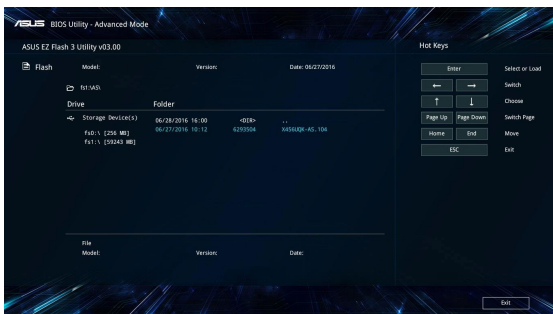 ASUS BIOS Utility - Advanced Mode
ASUS EZ Flash 3 Utility v03.00
Hot Keys
Flash
Model: Version: Date: 06/27/2016
fs1:\AS\
Drive Folder
Storage Device(s)
fs0:\ [256 MB]
fs1:\ [59243 MB]
06/28/2016 16:00 <DIR> ..
06/27/2016 10:12 6293504 X456UQK-AS.104
File
Model: Version: Date:
Enter Select or Load
← → Switch
↑ ↓ Choose
Page Up Page Down Switch Page
Home End Move
ESC Exit
Exit